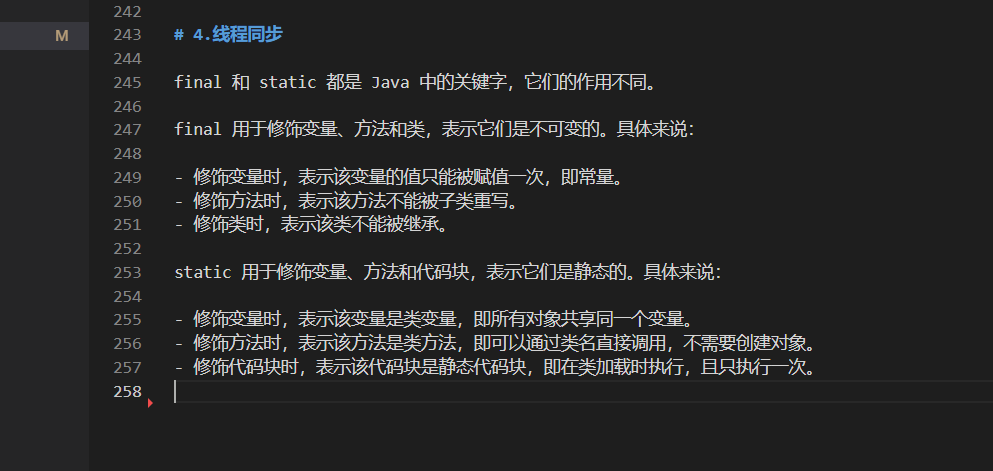 242
M
243 # 4.线程同步
244
245 final 和 static 都是 Java 中的关键字，它们的作用不同。
246
247 final 用于修饰变量、方法和类，表示它们是不可变的。具体来说：
248
249 - 修饰变量时，表示该变量的值只能被赋值一次，即常量。
250 - 修饰方法时，表示该方法不能被子类重写。
251 - 修饰类时，表示该类不能被继承。
252
253 static 用于修饰变量、方法和代码块，表示它们是静态的。具体来说：
254
255 - 修饰变量时，表示该变量是类变量，即所有对象共享同一个变量。
256 - 修饰方法时，表示该方法是类方法，即可以通过类名直接调用，不需要创建对象。
257 - 修饰代码块时，表示该代码块是静态代码块，即在类加载时执行，且只执行一次。
258